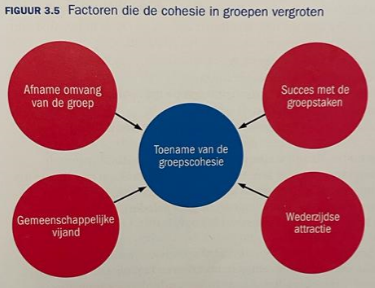 FIGUUR 3.5 Factoren die de cohesie in groepen vergroten
Afname omvang
van de groep
Succes met de
groepstaken
Toename van de
groepscohesie
Gemeenschappelijke
vijand
Wederzijdse
attractie